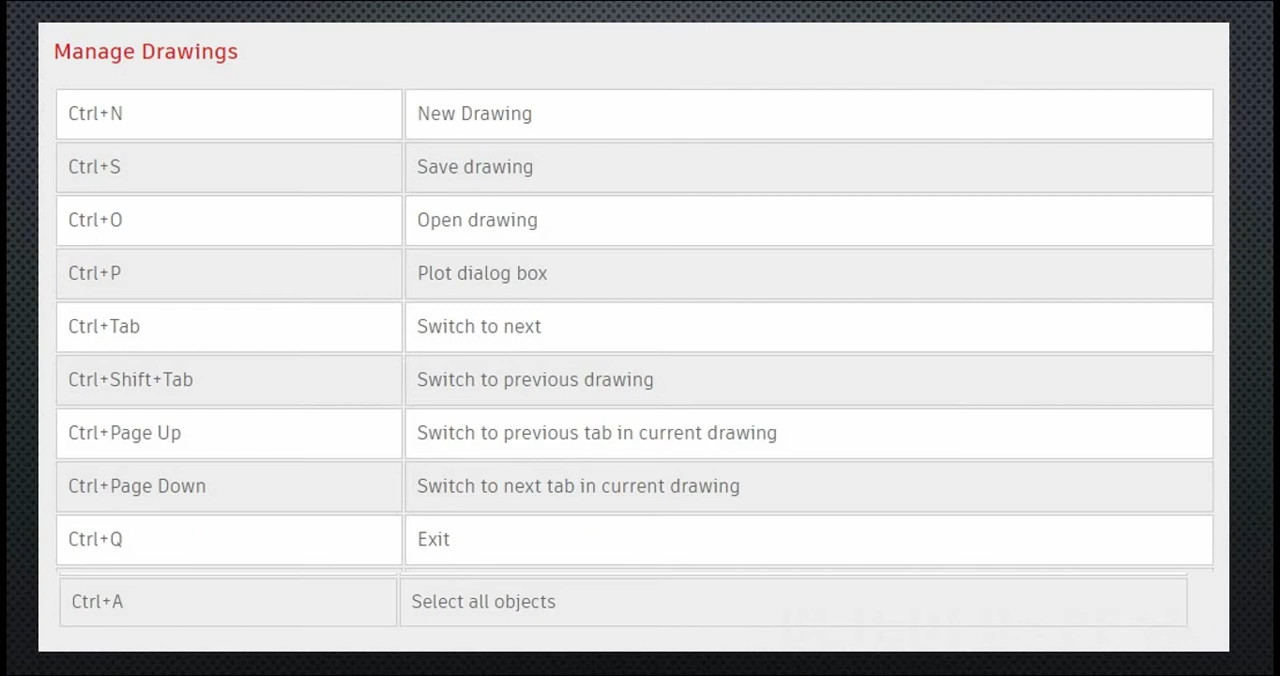 Manage Drawings
Ctrl+N New Drawing
Ctrl+S Save drawing
Ctrl+O Open drawing
Ctrl+P Plot dialog box
Ctrl+Tab Switch to next
Ctrl+Shift+Tab Switch to previous drawing
Ctrl+Page Up Switch to previous tab in current drawing
Ctrl+Page Down Switch to next tab in current drawing
Ctrl+Q Exit
Ctrl+A Select all objects